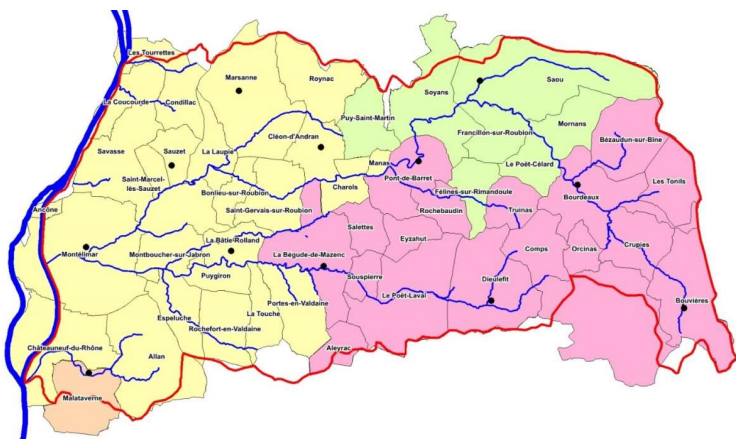 Les Tourrettes
Marsanne
Roynac
Saou
Soyans
La Coucourde
Condillac
Puy-Saint-Martin
Mornans
Francillon-sur-Roubion
Cléon-d'Andran
Bézaudun-sur-Bîne
Savasse
Sauzet
La Laupie
Manas
Le Poët-Célard
Saint-Marcel-
lès-Sauzet
Pont-de-Barret
Les Tonils
Bonlieu-sur-Roubion
Charols
Félines-sur-Rimandoule
Bourdeaux
Ancône
Saint-Gervais-sur-Roubion
Rochebaudin
Truinas
Salettes
La Bâtie-Rolland
Eyzahut
Crupies
Montélimar
Montboucher-sur-Jabron
La Bégude-de-Mazenc
Comps
Orcinas
Puygiron
Souspierre
Dieulefit
Portes-en-Valdaine
Le Poët-Laval
Bouvières
La Touche
Espeluche
Rochefort-en-Valdaine
Châteauneuf-du-Rhône
Allan
Aleyrac
Malataverne